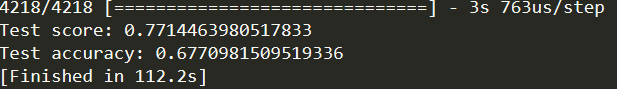 4218/4218 [==============================] - 3s 763us/step
Test score: 0.7714463980517833
Test accuracy: 0.6770981509519336
[Finished in 112.2s]